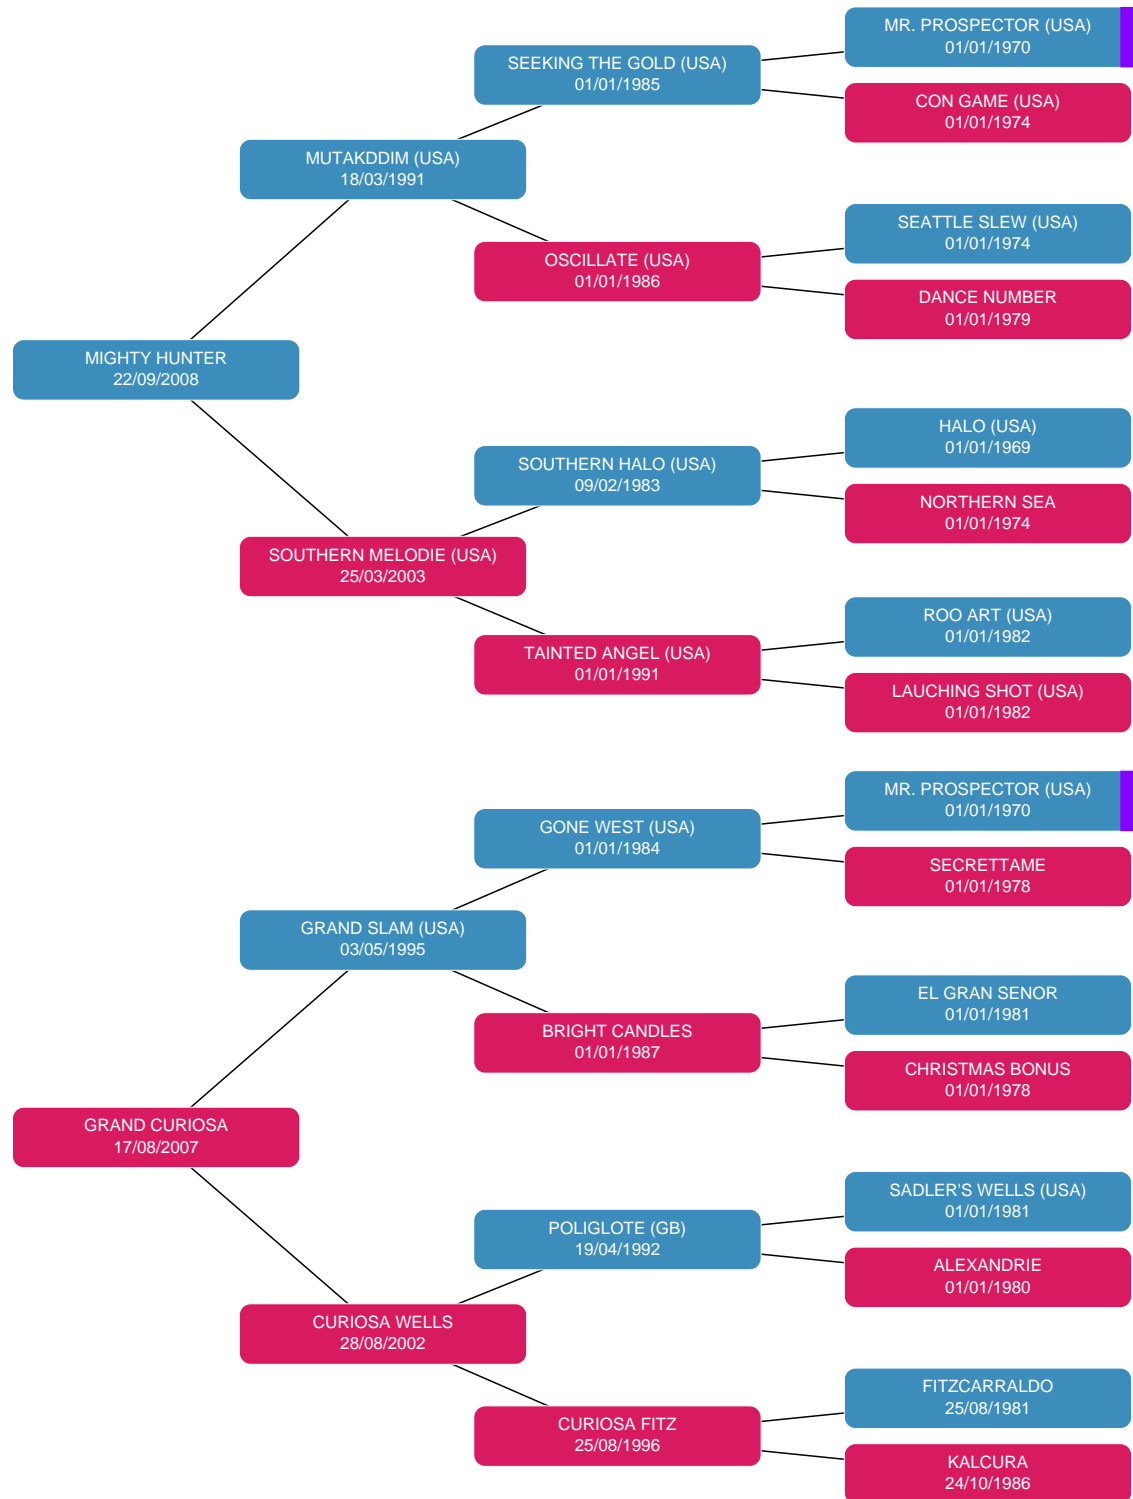 MR. PROSPECTOR (USA)
01/01/1970
SEEKING THE GOLD (USA)
01/01/1985
CON GAME (USA)
01/01/1974
MUTAKDDIM (USA)
18/03/1991
SEATTLE SLEW (USA)
01/01/1974
OSCILLATE (USA)
01/01/1986
DANCE NUMBER
01/01/1979
MIGHTY HUNTER
22/09/2008
HALO (USA)
01/01/1969
SOUTHERN HALO (USA)
09/02/1983
NORTHERN SEA
01/01/1974
SOUTHERN MELODIE (USA)
25/03/2003
ROO ART (USA)
01/01/1982
TAINTED ANGEL (USA)
01/01/1991
LAUCHING SHOT (USA)
01/01/1982
MR. PROSPECTOR (USA)
01/01/1970
GONE WEST (USA)
01/01/1984
SECRETTAME
01/01/1978
GRAND SLAM (USA)
03/05/1995
EL GRAN SENOR
01/01/1981
BRIGHT CANDLES
01/01/1987
CHRISTMAS BONUS
01/01/1978
GRAND CURIOSA
17/08/2007
SADLER'S WELLS (USA)
01/01/1981
POLIGLOTE (GB)
19/04/1992
ALEXANDRIE
01/01/1980
CURIOSA WELLS
28/08/2002
FITZCARRALDO
25/08/1981
CURIOSA FITZ
25/08/1996
KALCURA
24/10/1986